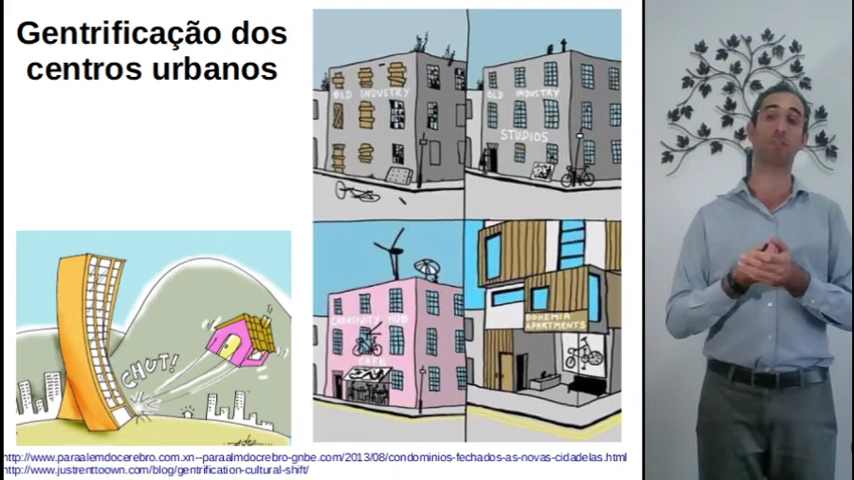 Gentrificação dos
centros urbanos
OLD INDUSTRY
OLD INDUSTRY
STUDIOS
CREATIVITY HUB
CAFE
BOHEMIA
APARTMENTS
CHUT!
http://www.paraalemdocerebro.com.xn--paraalmdocrebro-gnbe.com/2013/08/condominios-fechados-as-novas-cidadelas.html
http://www.justrenttoown.com/blog/gentrification-cultural-shift/